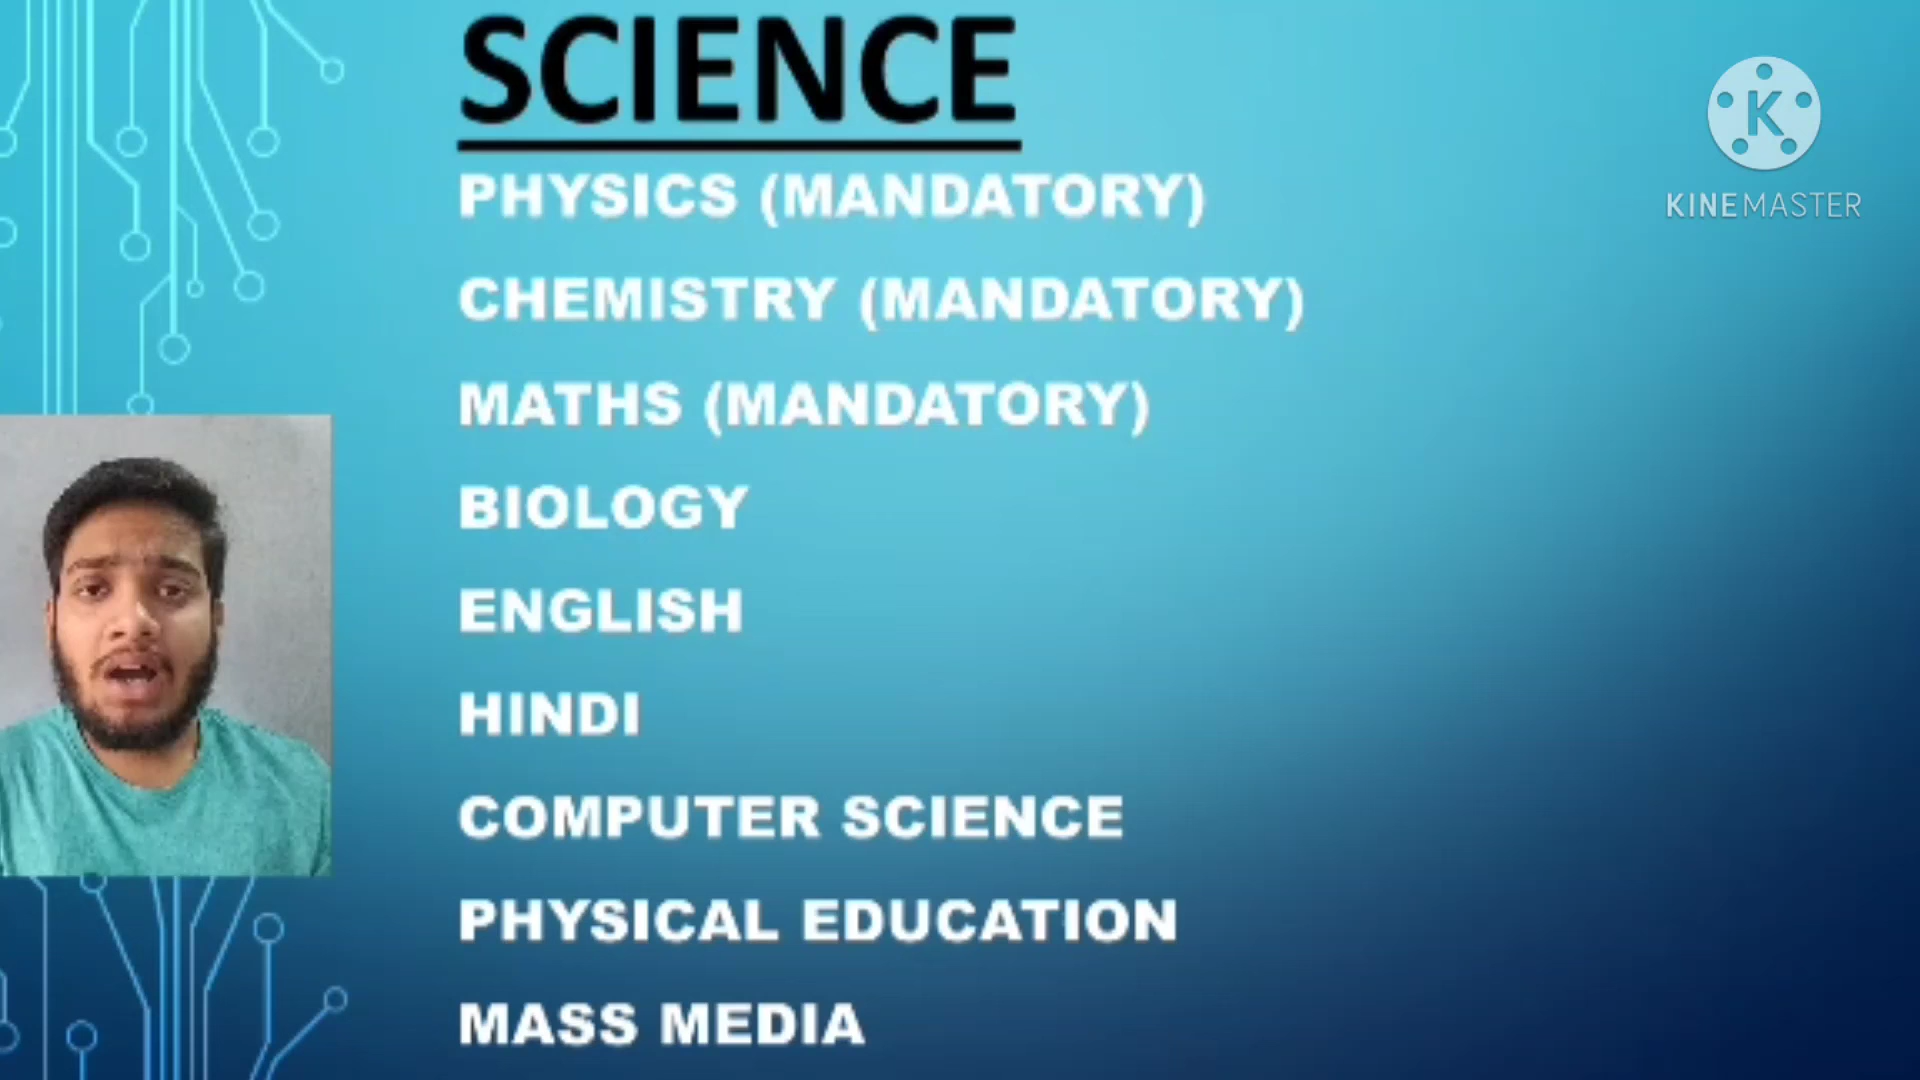 SCIENCE
PHYSICS (MANDATORY)
CHEMISTRY (MANDATORY)
MATHS (MANDATORY)
BIOLOGY
ENGLISH
HINDI
COMPUTER SCIENCE
PHYSICAL EDUCATION
MASS MEDIA
K
KINEMASTER